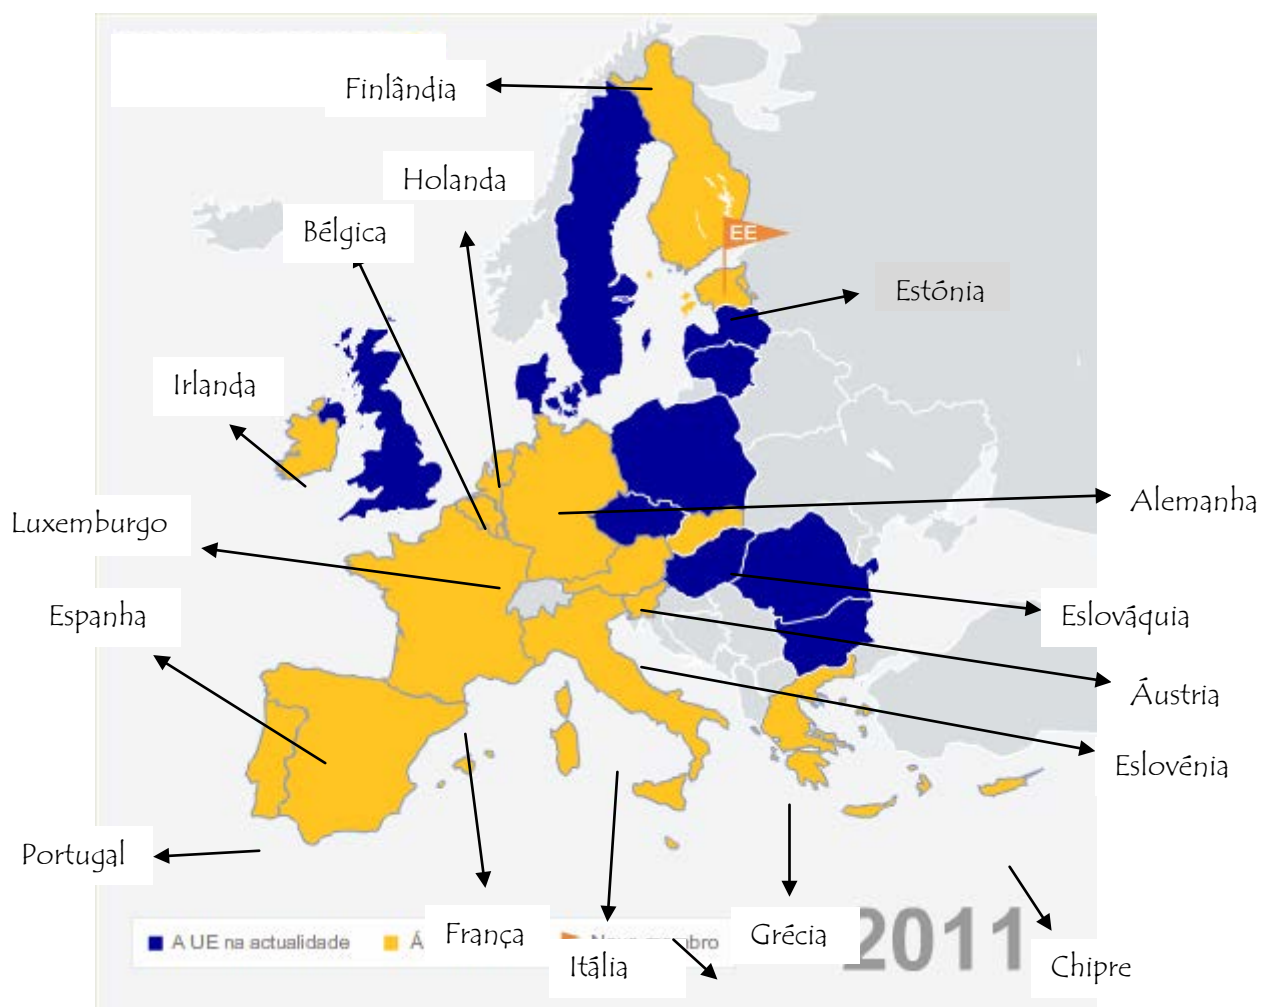 Finlândia
Holanda
Bélgica
EE
Estónia
Irlanda
Alemanha
Luxemburgo
Espanha
Eslováquia
Áustria
Eslovénia
Portugal
França
Grécia
2011
A UE na actualidade
Itália
Chipre